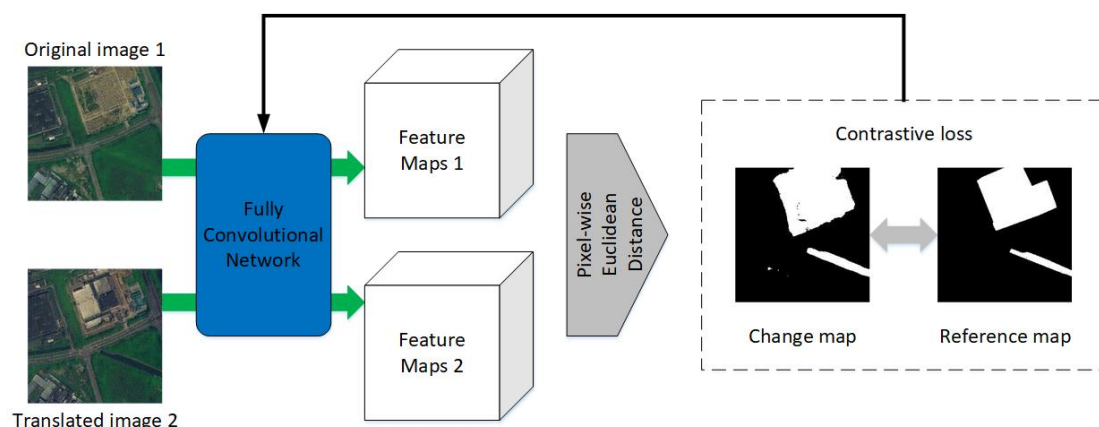 Original image 1
Feature
Maps 1
Fully
Convolutional
Network
Feature
Maps 2
Translated image 2
Pixel-wise
Euclidean
Distance
Contrastive loss
Change map
Reference map